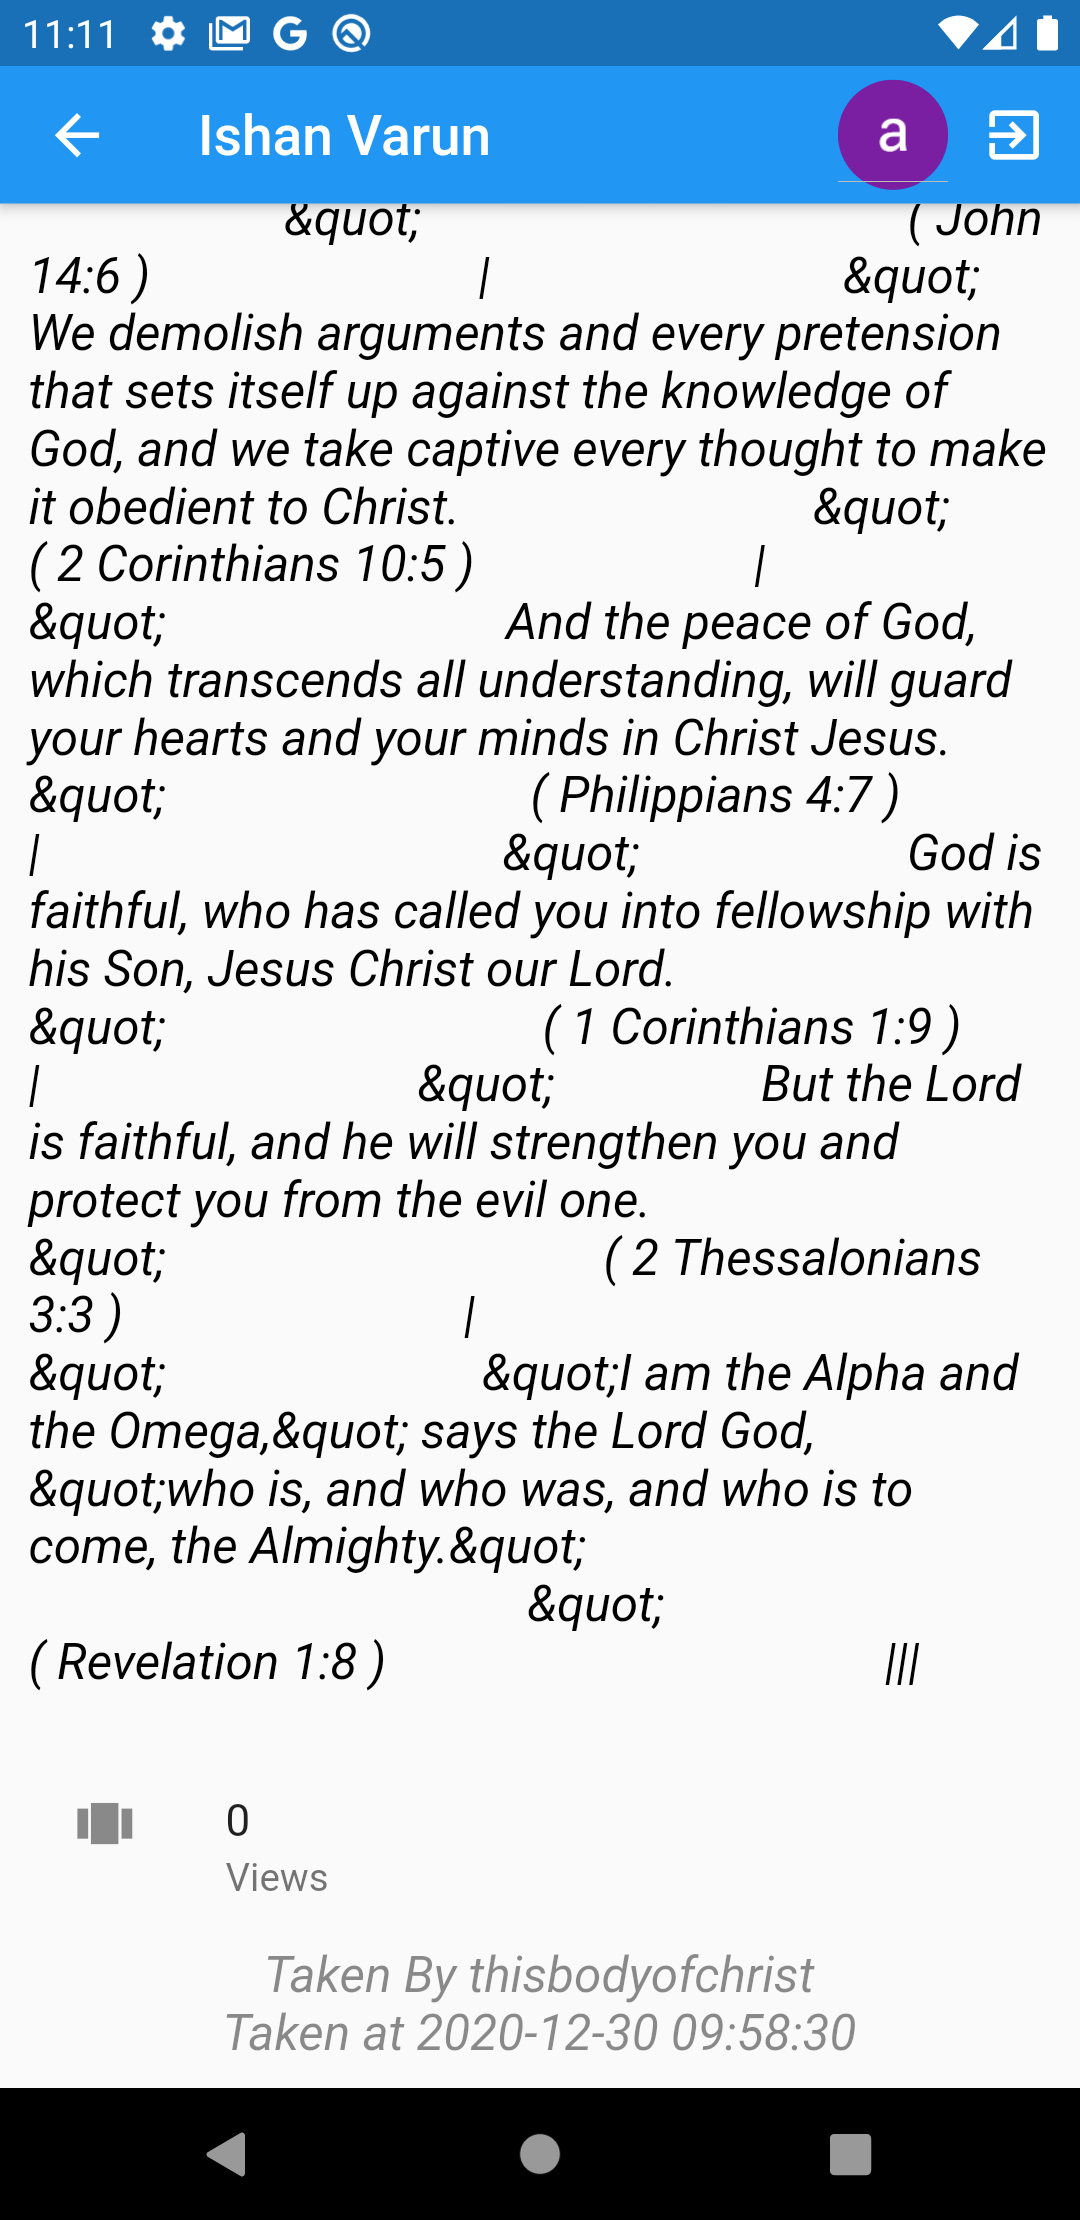 11:11
Ishan Varun
a
&quot; ( John
14:6 ) | &quot;
We demolish arguments and every pretension
that sets itself up against the knowledge of
God, and we take captive every thought to make
it obedient to Christ. &quot;
( 2 Corinthians 10:5 ) |
&quot; And the peace of God,
which transcends all understanding, will guard
your hearts and your minds in Christ Jesus.
&quot; ( Philippians 4:7 )
| &quot; God is
faithful, who has called you into fellowship with
his Son, Jesus Christ our Lord.
&quot; ( 1 Corinthians 1:9 )
| &quot; But the Lord
is faithful, and he will strengthen you and
protect you from the evil one.
&quot; ( 2 Thessalonians
3:3 ) |
&quot; &quot;I am the Alpha and
the Omega,&quot; says the Lord God,
&quot;who is, and who was, and who is to
come, the Almighty.&quot;
&quot;
( Revelation 1:8 ) |||
0
Views
Taken By thisbodyofchrist
Taken at 2020-12-30 09:58:30